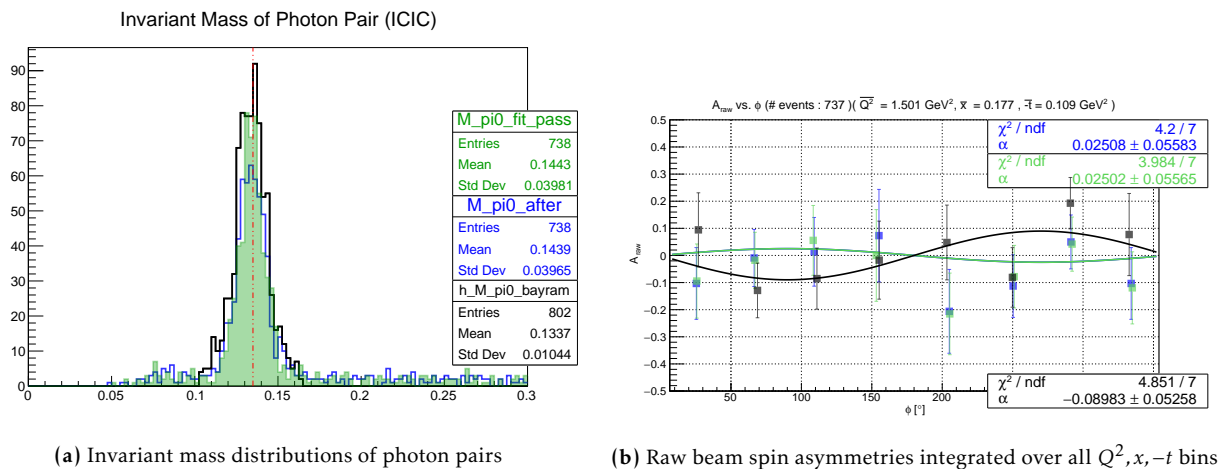 Invariant Mass of Photon Pair (ICIC)
90
80
70
60
50
40
30
20
10
0
0 0.05 0.1 0.15 0.2 0.25 0.3
M_pi0_fit_pass
Entries 738
Mean 0.1443
Std Dev 0.03981
M_pi0_after
Entries 738
Mean 0.1439
Std Dev 0.03965
h_M_pi0_bayram
Entries 802
Mean 0.1337
Std Dev 0.01044
(a) Invariant mass distributions of photon pairs
A_raw vs. ϕ (# events : 737 )( Q̅² = 1.501 GeV², x̅ = 0.177 , -t̅ = 0.109 GeV² )
A_raw
0.5
0.4
0.3
0.2
0.1
0
−0.1
−0.2
−0.3
−0.4
−0.5
50 100 150 200 250 300 350
ϕ [°]
χ² / ndf 4.2 / 7
α 0.02508 ± 0.05583
χ² / ndf 3.984 / 7
α 0.02502 ± 0.05565
χ² / ndf 4.851 / 7
α −0.08983 ± 0.05258
(b) Raw beam spin asymmetries integrated over all Q²,x,−t bins